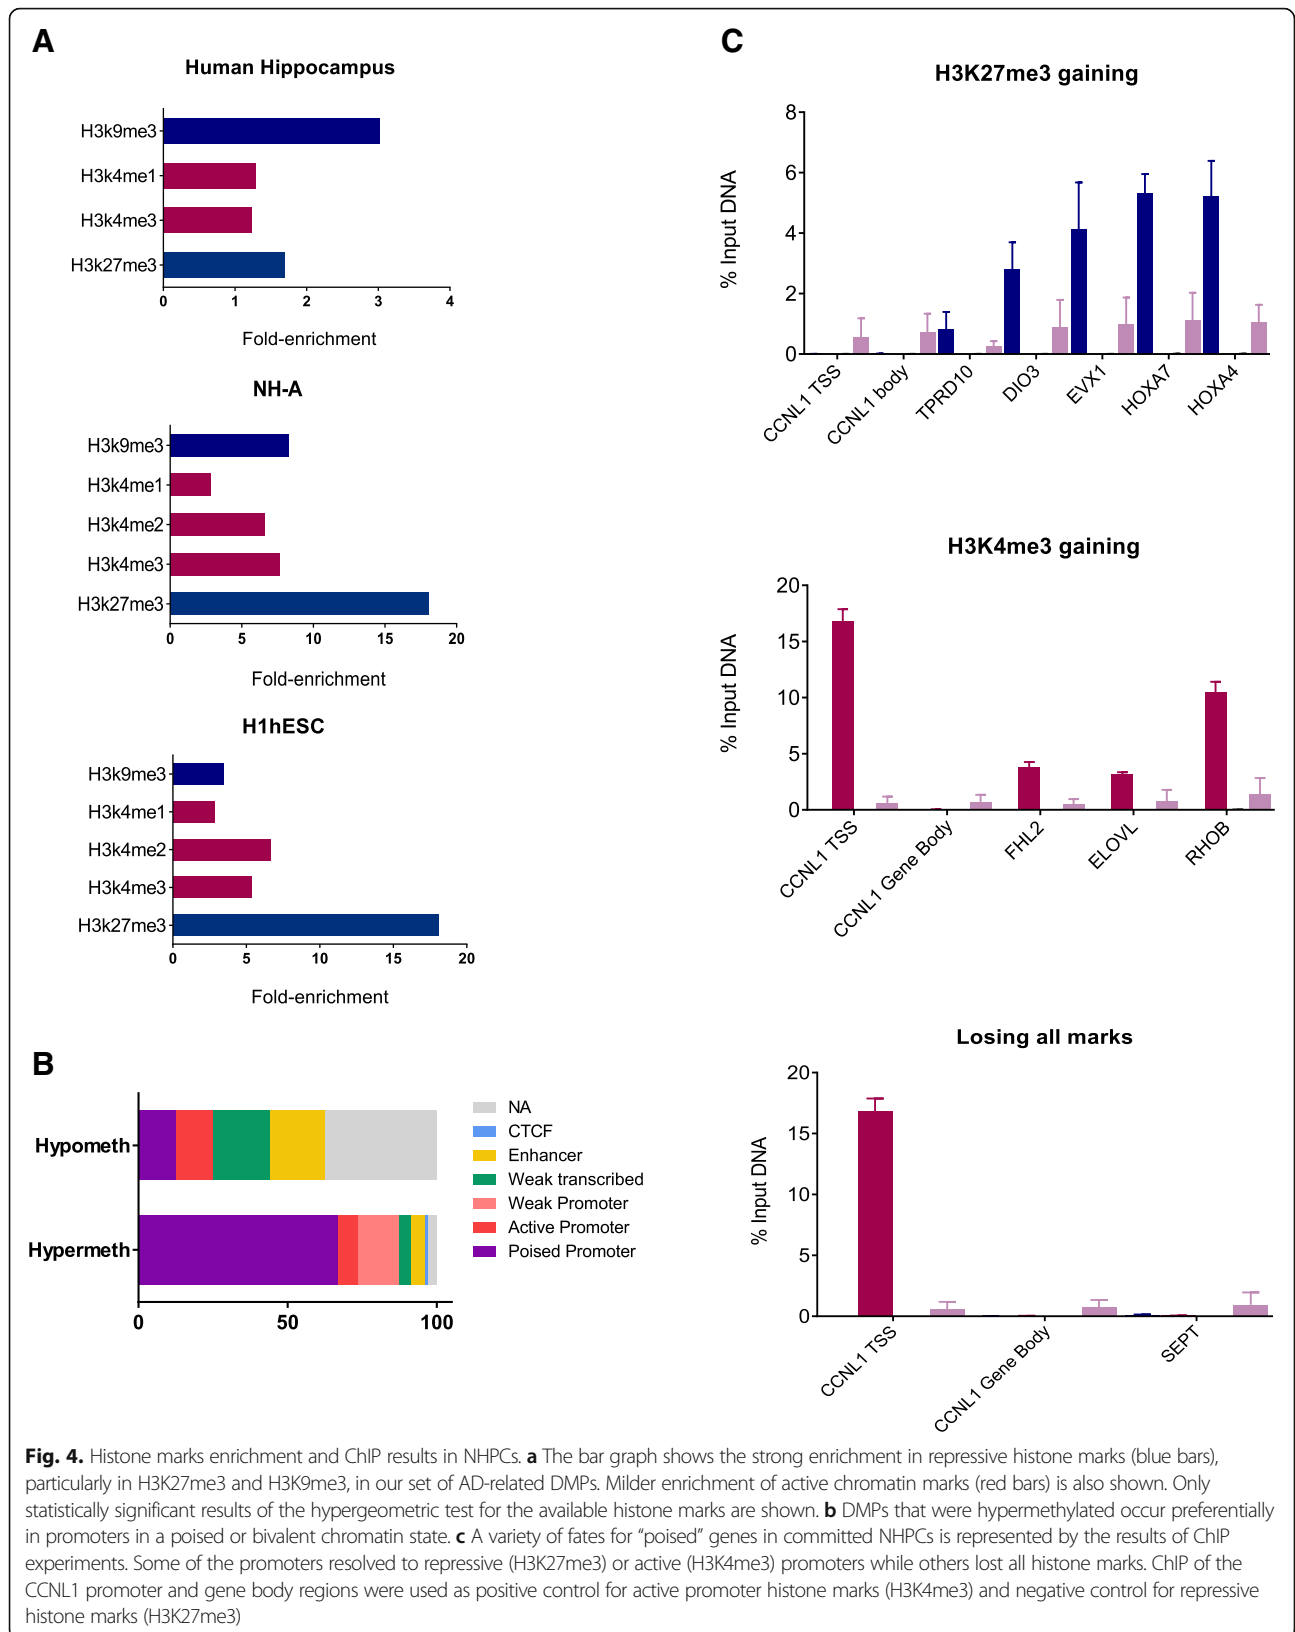 A
Human Hippocampus
H3k9me3
H3k4me1
H3k4me3
H3k27me3
0 1 2 3 4
Fold-enrichment
NH-A
H3k9me3
H3k4me1
H3k4me2
H3k4me3
H3k27me3
0 5 10 15 20
Fold-enrichment
H1hESC
H3k9me3
H3k4me1
H3k4me2
H3k4me3
H3k27me3
0 5 10 15 20
Fold-enrichment
B
Hypometh
Hypermeth
0 50 100
NA
CTCF
Enhancer
Weak transcribed
Weak Promoter
Active Promoter
Poised Promoter
C
H3K27me3 gaining
% Input DNA
8
6
4
2
0
CCNL1 TSS
CCNL1 body
TPRD10
DIO3
EVX1
HOXA7
HOXA4
H3K4me3 gaining
% Input DNA
20
15
10
5
0
CCNL1 TSS
CCNL1 Gene Body
FHL2
ELOVL
RHOB
Losing all marks
% Input DNA
20
15
10
5
0
CCNL1 TSS
CCNL1 Gene Body
SEPT
Fig. 4. Histone marks enrichment and ChIP results in NHPCs. a The bar graph shows the strong enrichment in repressive histone marks (blue bars),
particularly in H3K27me3 and H3K9me3, in our set of AD-related DMPs. Milder enrichment of active chromatin marks (red bars) is also shown. Only
statistically significant results of the hypergeometric test for the available histone marks are shown. b DMPs that were hypermethylated occur preferentially
in promoters in a poised or bivalent chromatin state. c A variety of fates for “poised” genes in committed NHPCs is represented by the results of ChIP
experiments. Some of the promoters resolved to repressive (H3K27me3) or active (H3K4me3) promoters while others lost all histone marks. ChIP of the
CCNL1 promoter and gene body regions were used as positive control for active promoter histone marks (H3K4me3) and negative control for repressive
histone marks (H3K27me3)